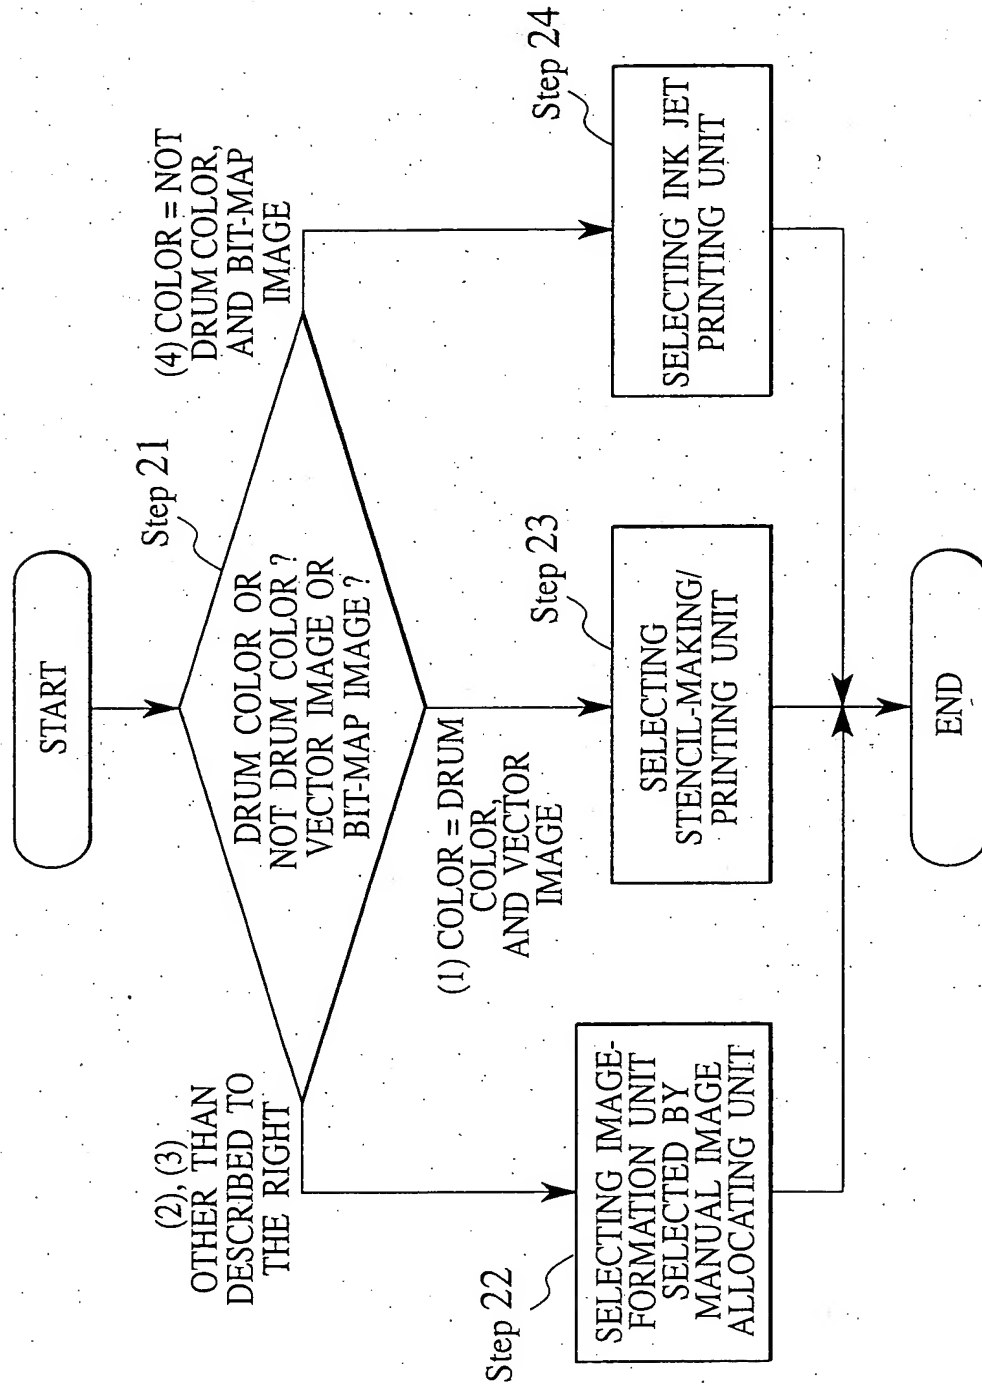 START
Step 21
DRUM COLOR OR
NOT DRUM COLOR ?
VECTOR IMAGE OR
BIT-MAP IMAGE ?
(2), (3)
OTHER THAN
DESCRIBED TO
THE RIGHT
(1) COLOR = DRUM
COLOR,
AND VECTOR
IMAGE
(4) COLOR = NOT
DRUM COLOR,
AND BIT-MAP
IMAGE
Step 22
SELECTING IMAGE-
FORMATION UNIT
SELECTED BY
MANUAL IMAGE
ALLOCATING UNIT
Step 23
SELECTING
STENCIL-MAKING/
PRINTING UNIT
Step 24
SELECTING INK JET
PRINTING UNIT
END